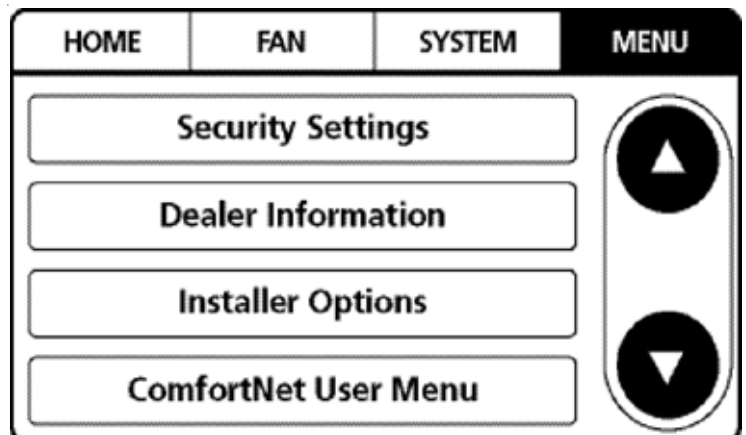 HOME FAN SYSTEM MENU
Security Settings
Dealer Information
Installer Options
ComfortNet User Menu